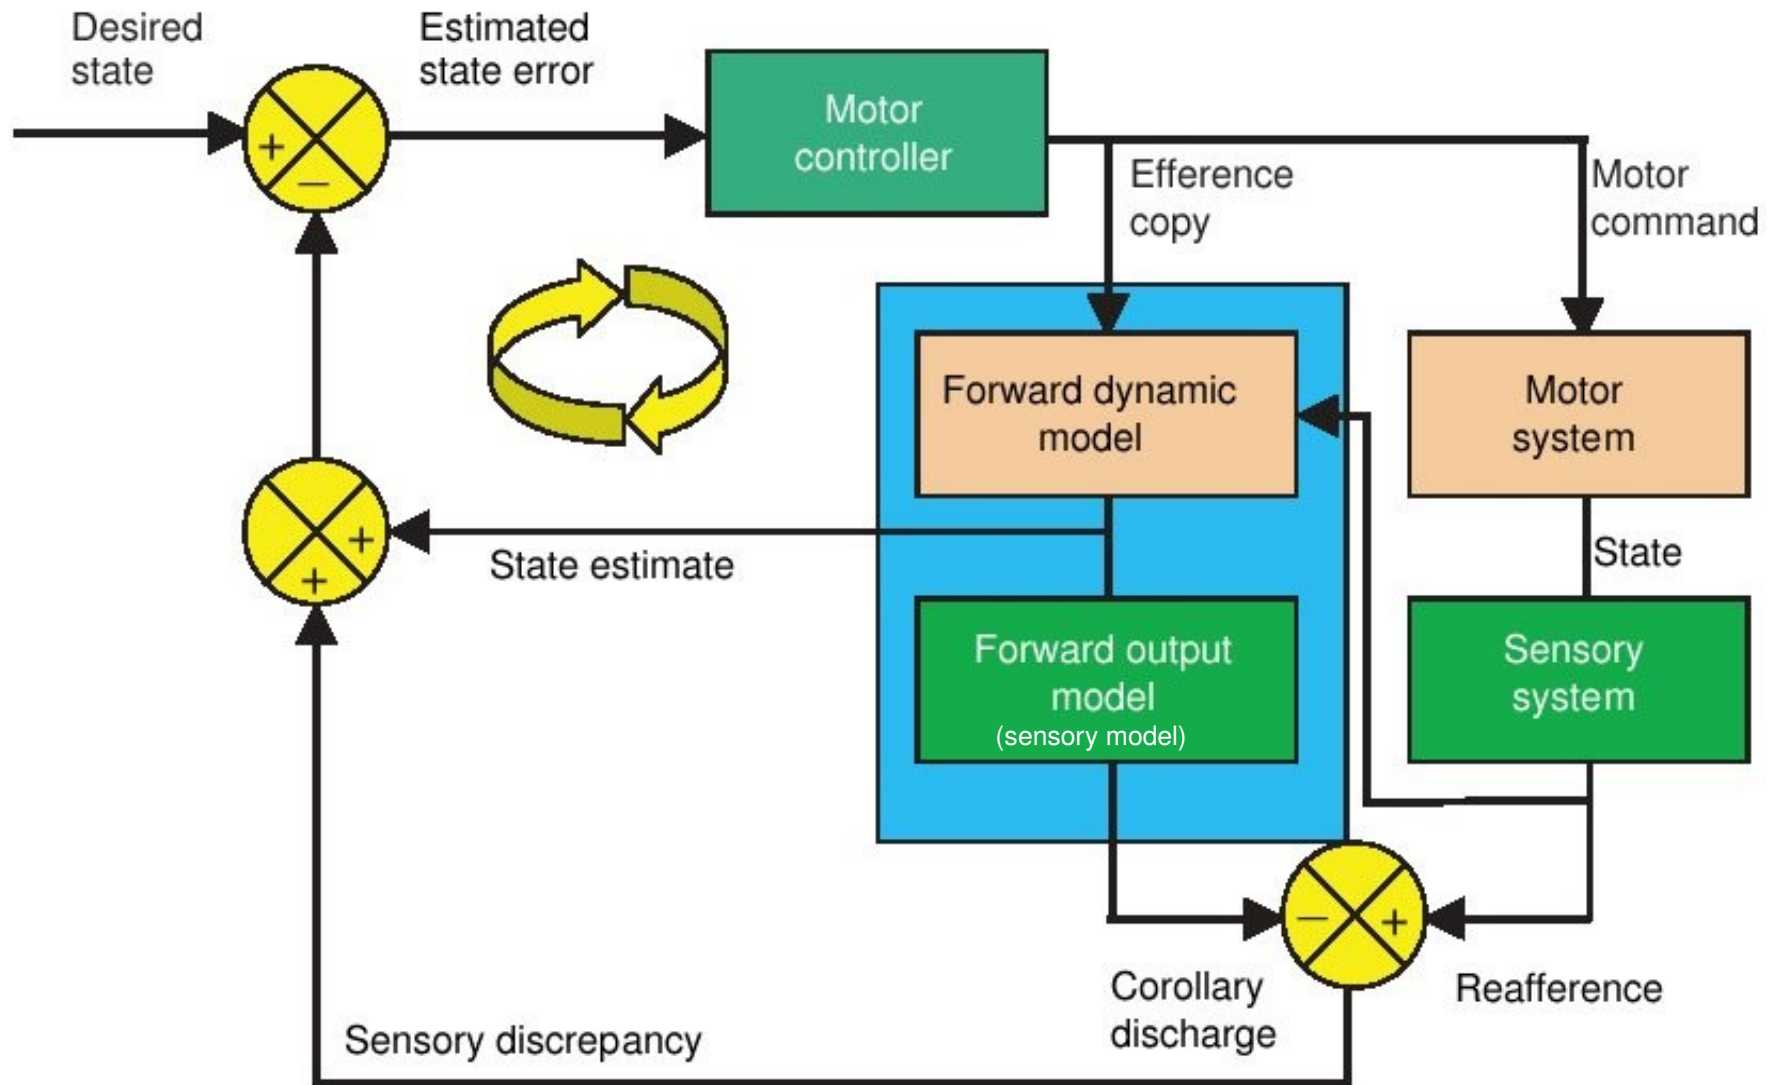 Desired
state
Estimated
state error
Motor
controller
Efference
copy
Motor
command
Forward dynamic
model
Motor
system
State estimate
State
Forward output
model
(sensory model)
Sensory
system
Corollary
discharge
Reafference
Sensory discrepancy
+
–
+
+
–
+